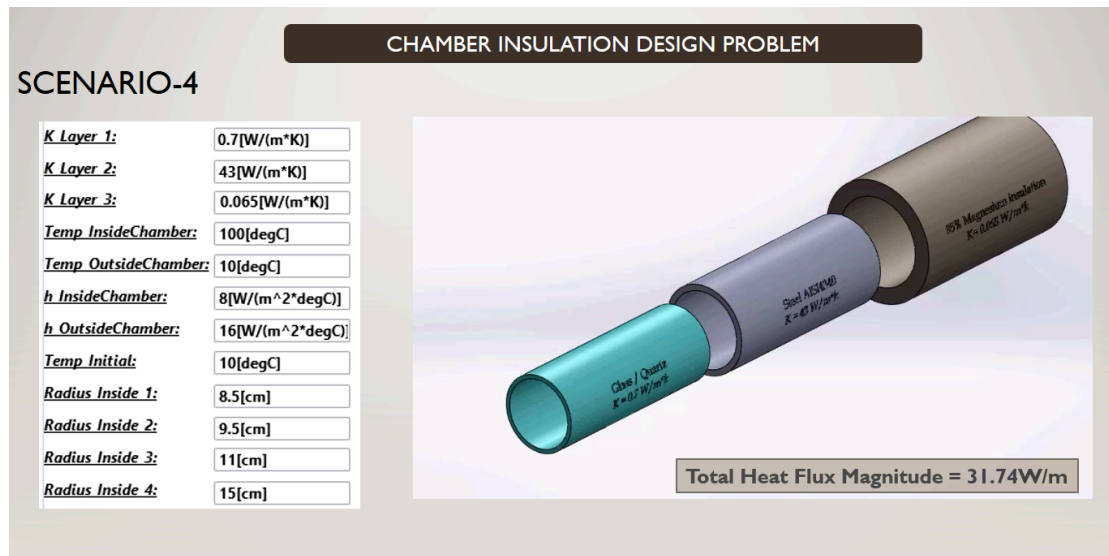 CHAMBER INSULATION DESIGN PROBLEM
SCENARIO-4
K Layer 1: 0.7[W/(m*K)]
K Layer 2: 43[W/(m*K)]
K Layer 3: 0.065[W/(m*K)]
Temp InsideChamber: 100[degC]
Temp OutsideChamber: 10[degC]
h InsideChamber: 8[W/(m^2*degC)]
h OutsideChamber: 16[W/(m^2*degC)]
Temp Initial: 10[degC]
Radius Inside 1: 8.5[cm]
Radius Inside 2: 9.5[cm]
Radius Inside 3: 11[cm]
Radius Inside 4: 15[cm]
85% Magnesium insulation
K= 0.065 W/m*k
Steel AISI4340
K = 43 W/m*k
Glass / Quartz
K = 0.7 W/m*k
Total Heat Flux Magnitude = 31.74W/m